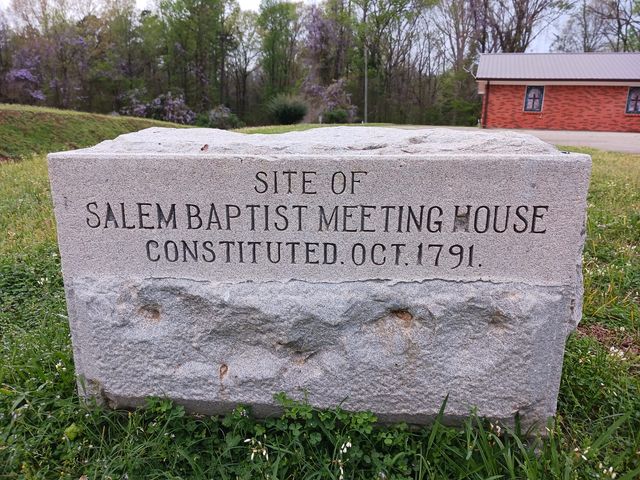 SITE OF
SALEM BAPTIST MEETING HOUSE
CONSTITUTED. OCT. 1791.